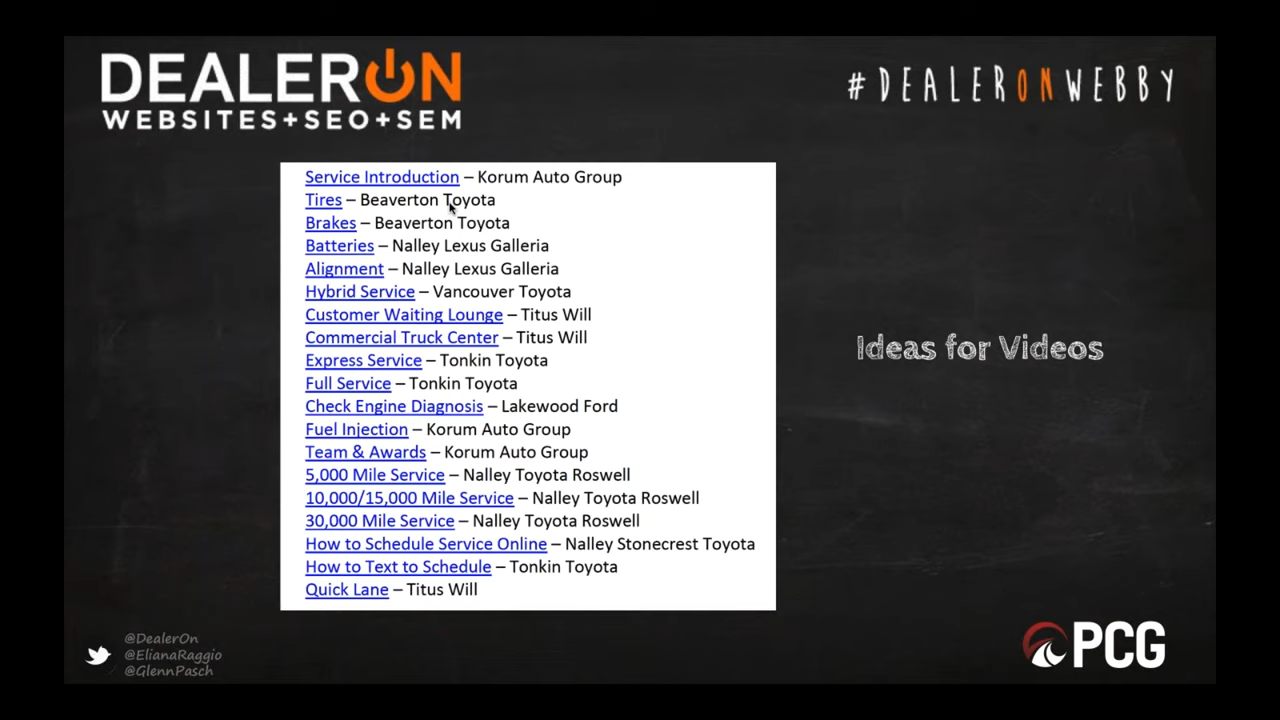 DEALERON
WEBSITES+SEO+SEM
#DEALERONWEBBY
Service Introduction – Korum Auto Group
Tires – Beaverton Toyota
Brakes – Beaverton Toyota
Batteries – Nalley Lexus Galleria
Alignment – Nalley Lexus Galleria
Hybrid Service – Vancouver Toyota
Customer Waiting Lounge – Titus Will
Commercial Truck Center – Titus Will
Express Service – Tonkin Toyota
Full Service – Tonkin Toyota
Check Engine Diagnosis – Lakewood Ford
Fuel Injection – Korum Auto Group
Team & Awards – Korum Auto Group
5,000 Mile Service – Nalley Toyota Roswell
10,000/15,000 Mile Service – Nalley Toyota Roswell
30,000 Mile Service – Nalley Toyota Roswell
How to Schedule Service Online – Nalley Stonecrest Toyota
How to Text to Schedule – Tonkin Toyota
Quick Lane – Titus Will
Ideas for Videos
@DealerOn
@ElianaRaggio
@GlennPasch
PCG